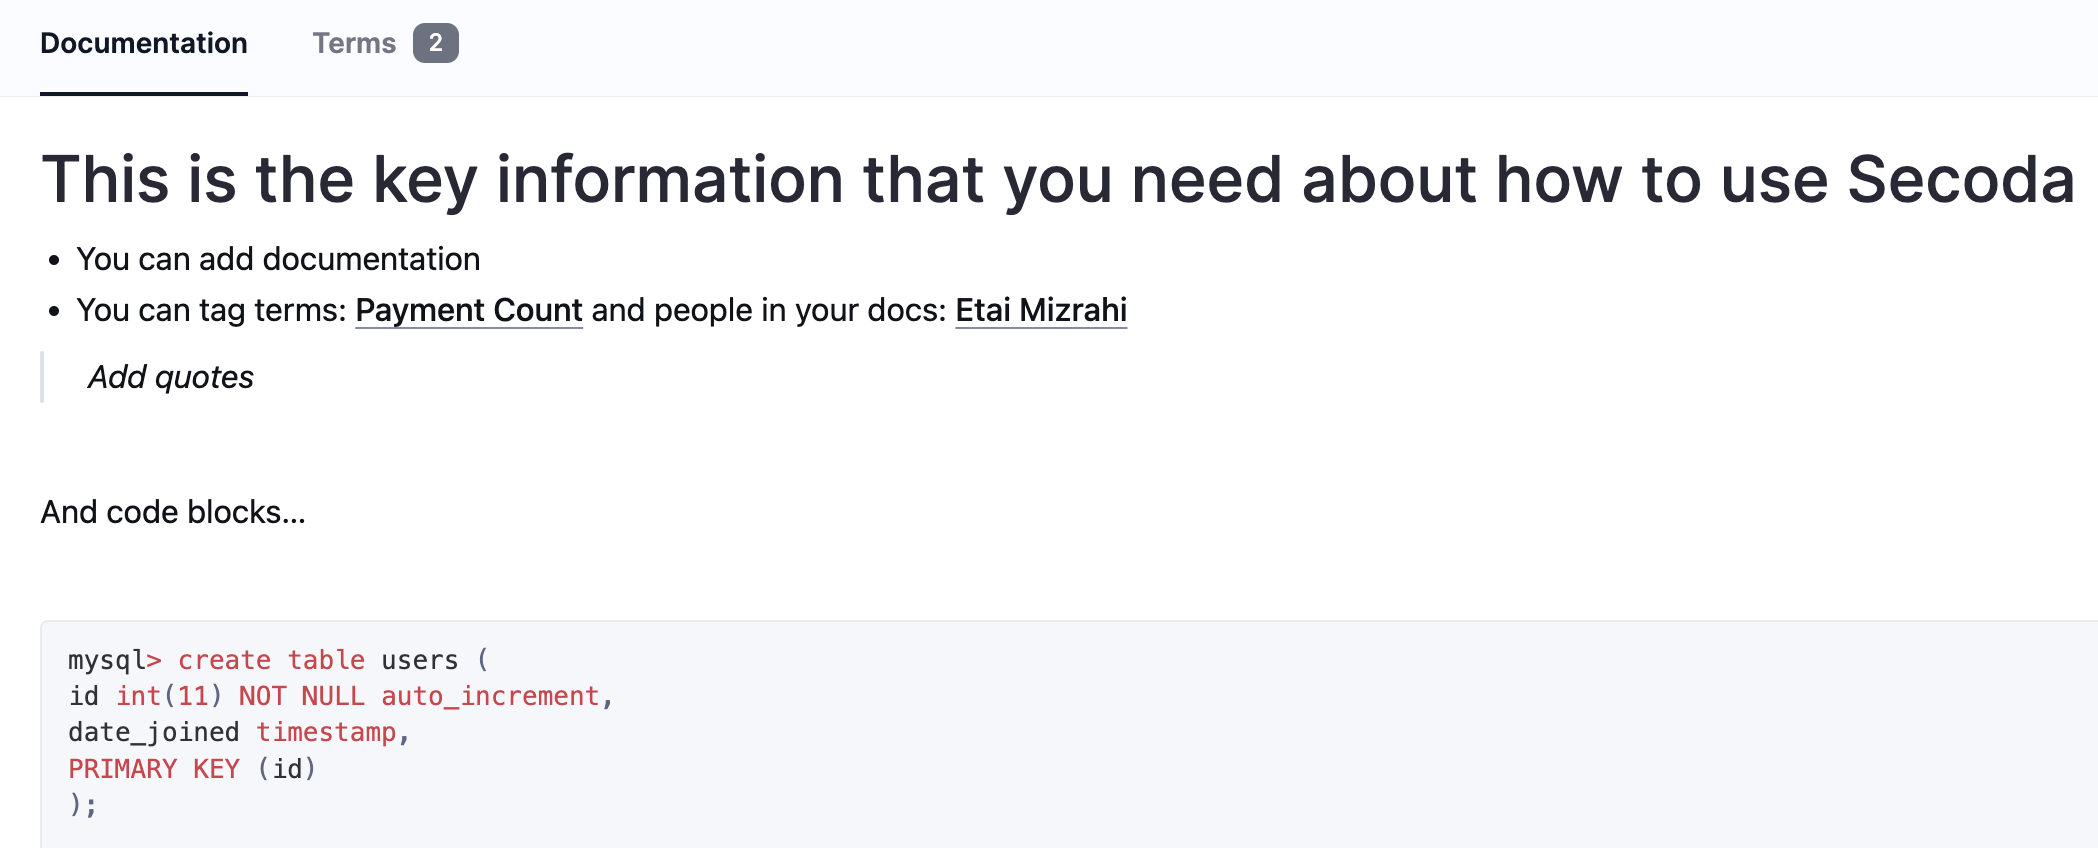 Documentation Terms 2
This is the key information that you need about how to use Secoda
• You can add documentation
• You can tag terms: Payment Count and people in your docs: Etai Mizrahi
Add quotes
And code blocks...
mysql> create table users (
id int(11) NOT NULL auto_increment,
date_joined timestamp,
PRIMARY KEY (id)
);